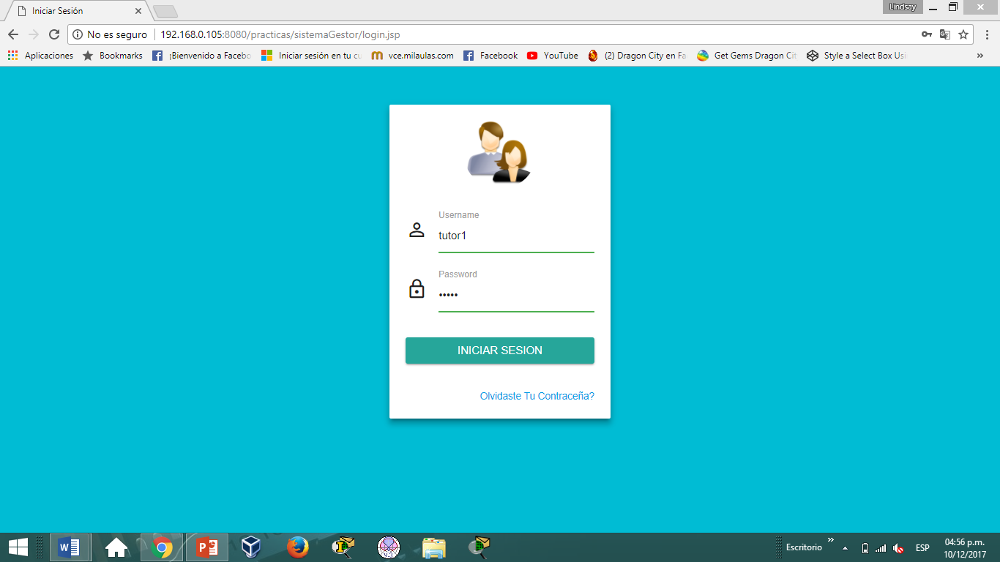 Iniciar Sesión
Lindsay
No es seguro 192.168.0.105:8080/practicas/sistemaGestor/login.jsp
Aplicaciones Bookmarks ¡Bienvenido a Facebo Iniciar sesión en tu cu vce.milaulas.com Facebook YouTube (2) Dragon City en Fa Get Gems Dragon Cit Style a Select Box Usi »
Username
tutor1
Password
•••••
INICIAR SESION
Olvidaste Tu Contraceña?
Escritorio » ESP 04:56 p.m.
10/12/2017